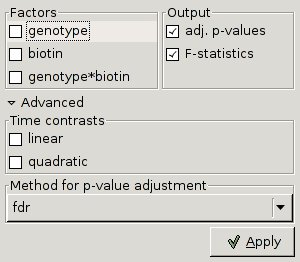 Factors
genotype
biotin
genotype*biotin
Output
adj. p-values
F-statistics
Advanced
Time contrasts
linear
quadratic
Method for p-value adjustment
fdr
Apply